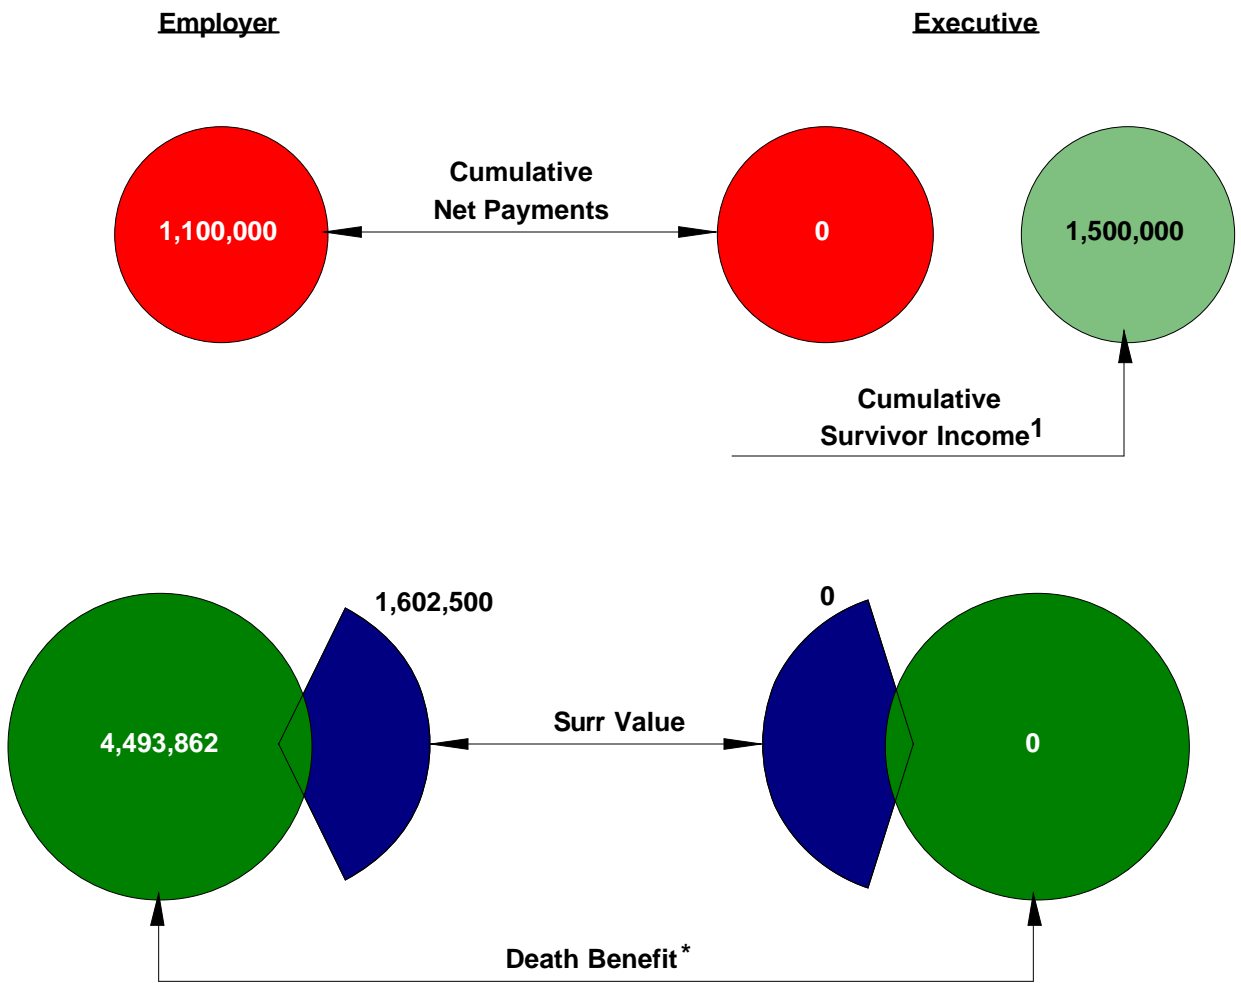 Employer
Executive
Cumulative
Net Payments
1,100,000
0
1,500,000
Cumulative
Survivor Income1
1,602,500
0
Surr Value
4,493,862
0
Death Benefit*